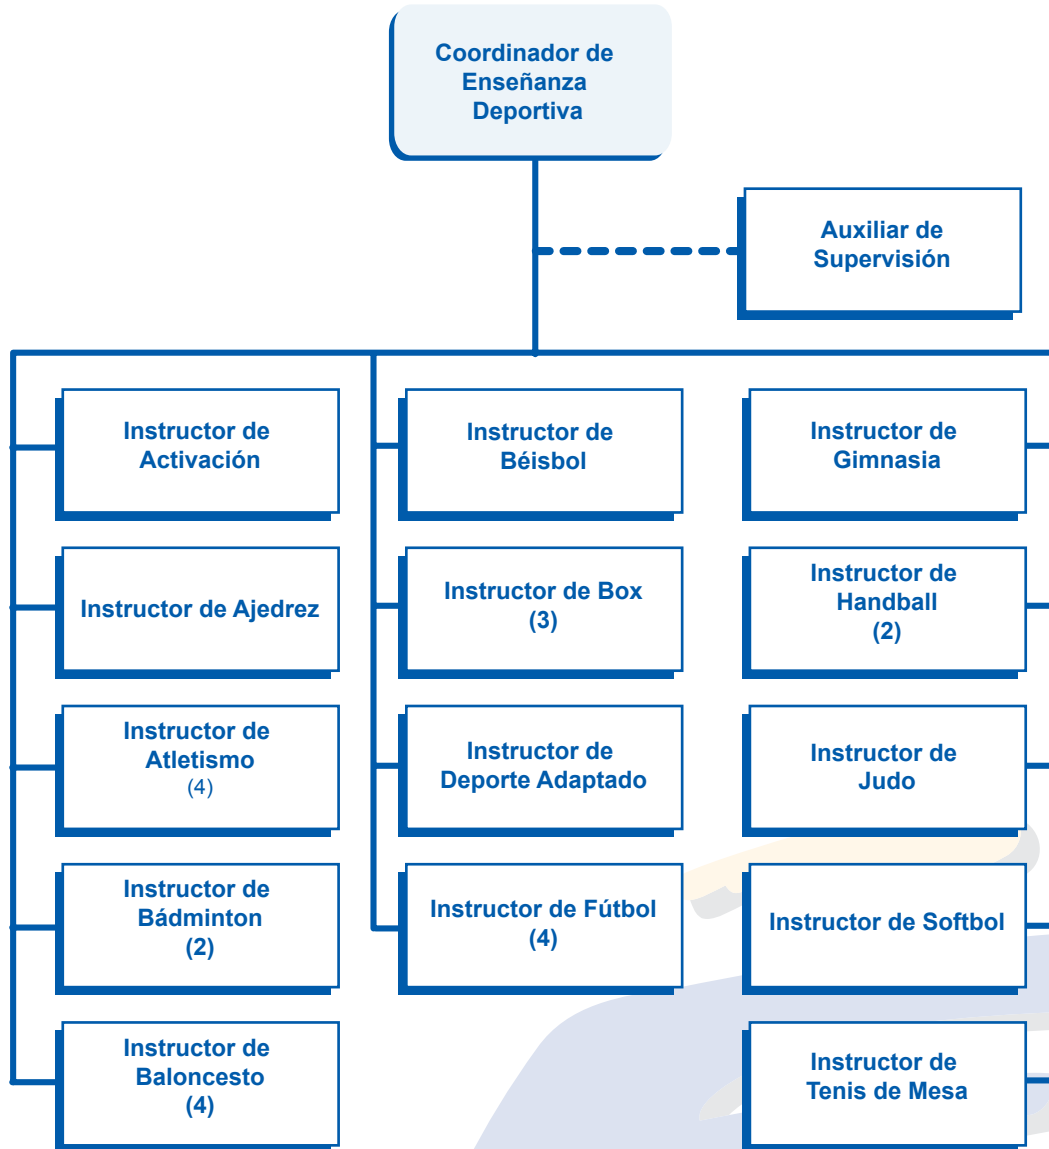 Coordinador de
Enseñanza
Deportiva
Auxiliar de
Supervisión
Instructor de
Activación
Instructor de Ajedrez
Instructor de
Atletismo
(4)
Instructor de
Bádminton
(2)
Instructor de
Baloncesto
(4)
Instructor de
Béisbol
Instructor de Box
(3)
Instructor de
Deporte Adaptado
Instructor de Fútbol
(4)
Instructor de
Gimnasia
Instructor de
Handball
(2)
Instructor de
Judo
Instructor de Softbol
Instructor de
Tenis de Mesa